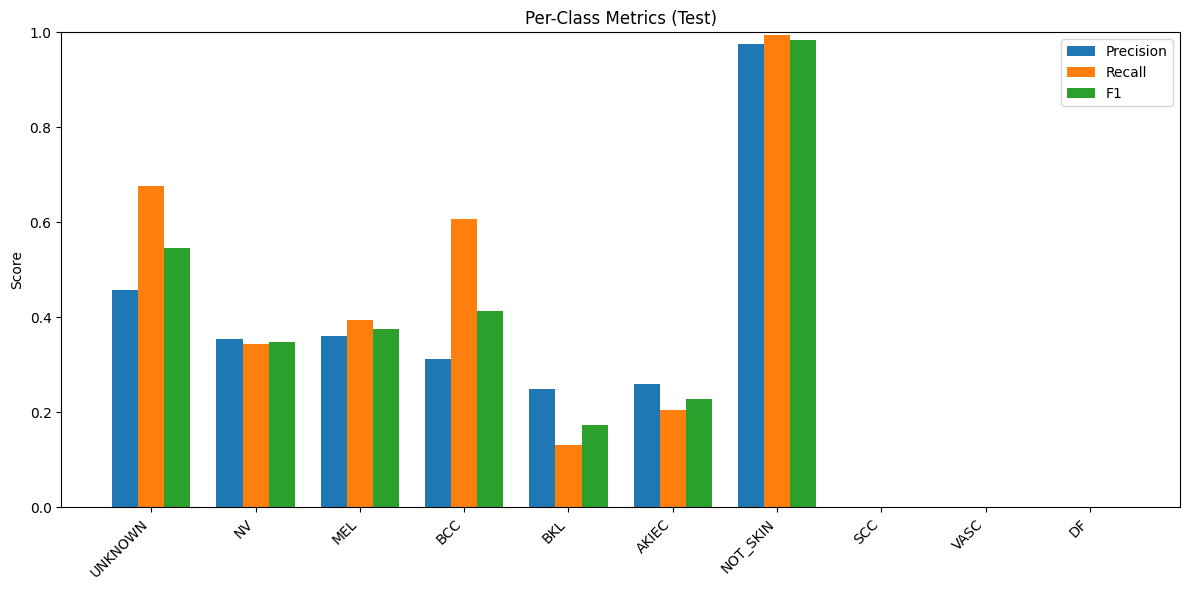 Per-Class Metrics (Test)
Precision
Recall
F1
Score
1.0
0.8
0.6
0.4
0.2
0.0
UNKNOWN
NV
MEL
BCC
BKL
AKIEC
NOT_SKIN
SCC
VASC
DF